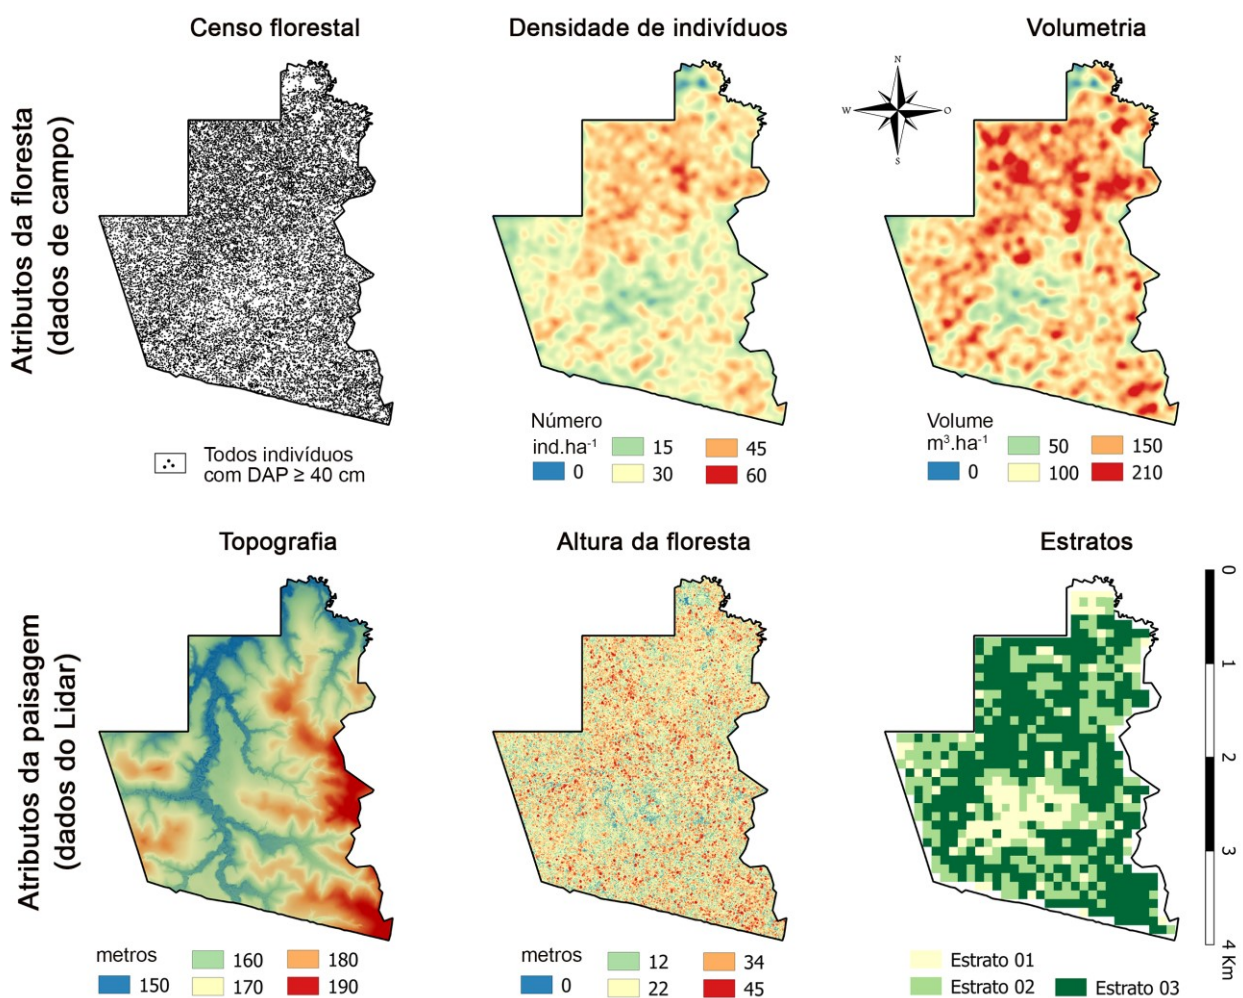 Censo florestal
Densidade de indivíduos
Volumetria
Atributos da floresta
(dados de campo)
N
W
O
S
Todos indivíduos
com DAP ≥ 40 cm
Número
ind.ha⁻¹
15
45
0
30
60
Volume
m³.ha⁻¹
50
150
0
100
210
Topografia
Altura da floresta
Estratos
Atributos da paisagem
(dados do Lidar)
0
1
2
3
4 Km
metros
160
180
150
170
190
metros
12
34
0
22
45
Estrato 01
Estrato 02
Estrato 03